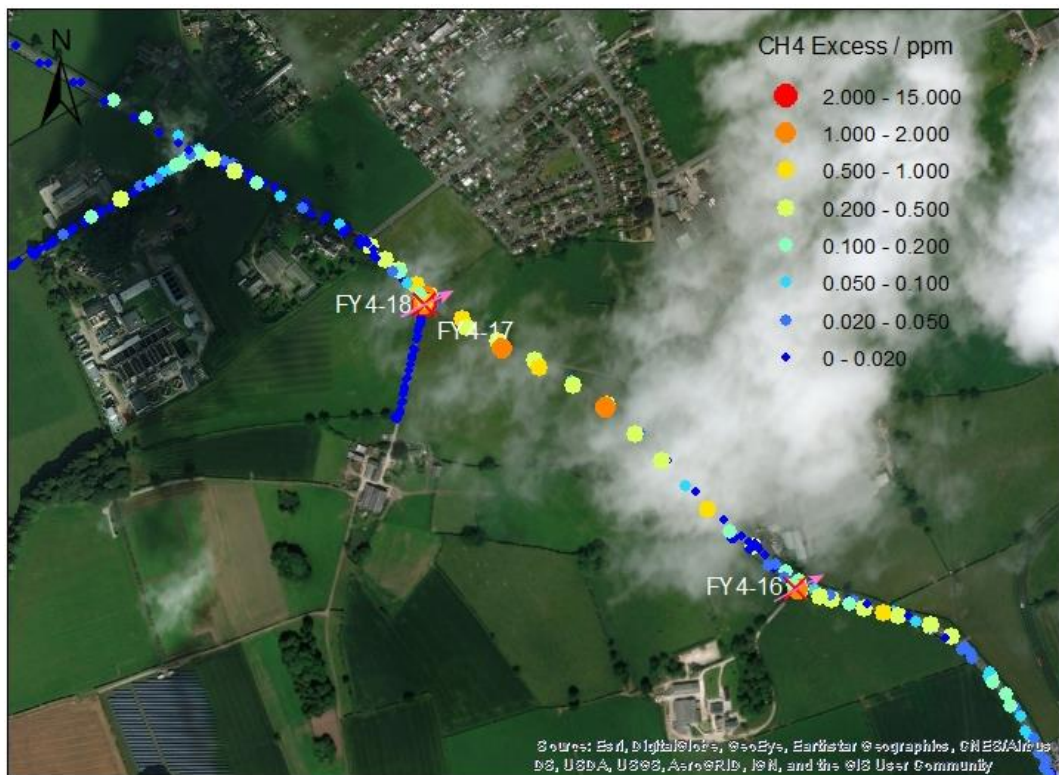 N
CH4 Excess / ppm
2.000 - 15.000
1.000 - 2.000
0.500 - 1.000
0.200 - 0.500
0.100 - 0.200
0.050 - 0.100
0.020 - 0.050
0 - 0.020
FY4-18
FY4-17
FY4-16
Source: Esri, DigitalGlobe, GeoEye, Earthstar Geographics, CNES/Airbus
DS, USDA, USGS, AeroGRID, IGN, and the GIS User Community